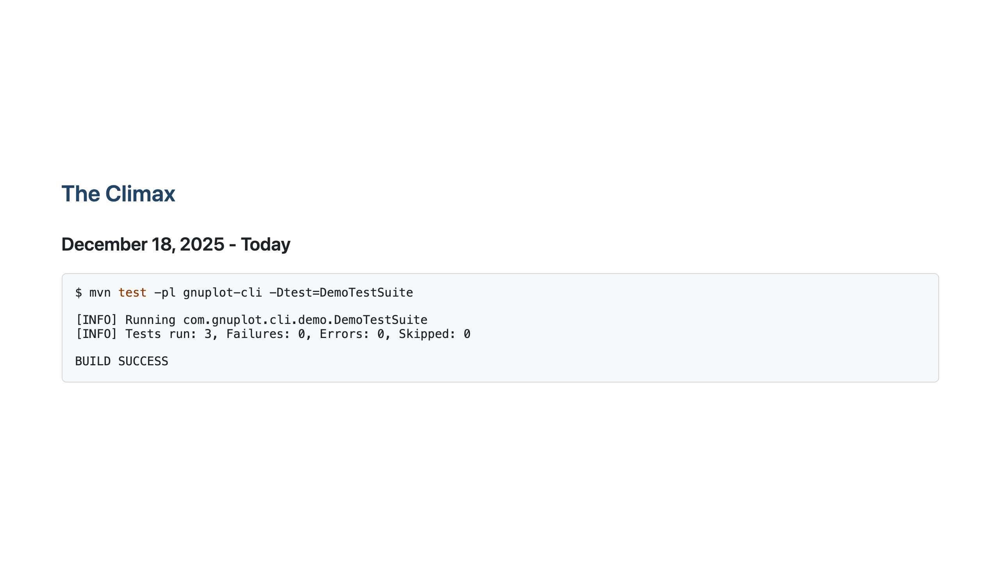 The Climax
December 18, 2025 - Today
$ mvn test -pl gnuplot-cli -Dtest=DemoTestSuite
[INFO] Running com.gnuplot.cli.demo.DemoTestSuite
[INFO] Tests run: 3, Failures: 0, Errors: 0, Skipped: 0
BUILD SUCCESS